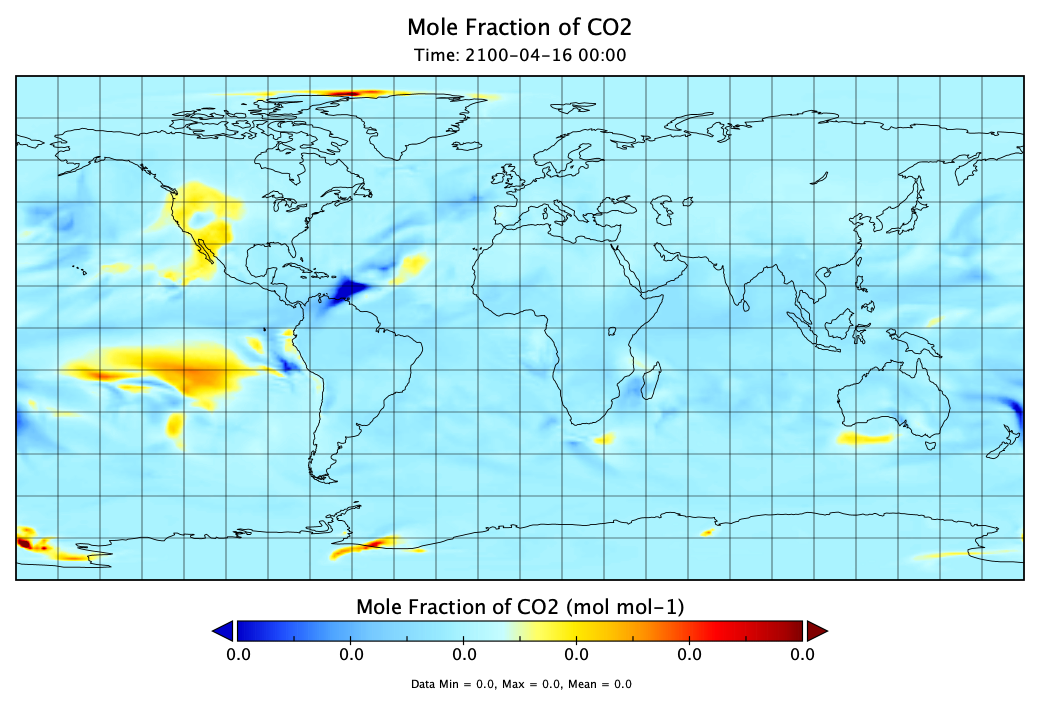 Mole Fraction of CO2
Time: 2100-04-16 00:00
Mole Fraction of CO2 (mol mol-1)
0.0 0.0 0.0 0.0 0.0 0.0
Data Min = 0.0, Max = 0.0, Mean = 0.0